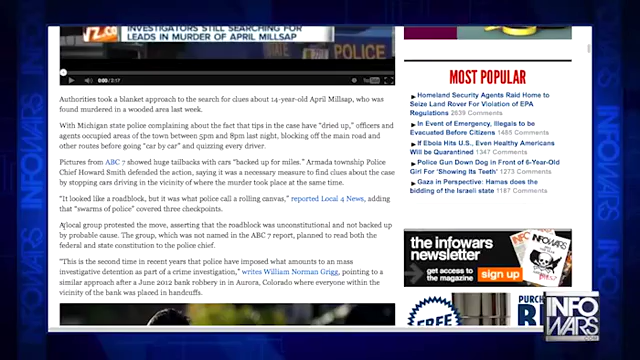 INVESTIGATORS STILL SEARCHING FOR
LEADS IN MURDER OF APRIL MILLSAP
POLICE
0:00 / 2:17
YouTube
Authorities took a blanket approach to the search for clues about 14-year-old April Millsap, who was
found murdered in a wooded area last week.
With Michigan state police complaining about the fact that tips in the case have “dried up,” officers and
agents occupied areas of the town between 5pm and 8pm last night, blocking off the main road and
other routes before going “car by car” and quizzing every driver.
Pictures from ABC 7 showed huge tailbacks with cars “backed up for miles.” Armada township Police
Chief Howard Smith defended the action, saying it was a necessary measure to find clues about the case
by stopping cars driving in the vicinity of where the murder took place at the same time.
“It looked like a roadblock, but it was what police call a rolling canvas,” reported Local 4 News, adding
that “swarms of police” covered three checkpoints.
A local group protested the move, asserting that the roadblock was unconstitutional and not backed up
by probable cause. The group, which was not named in the ABC 7 report, planned to read both the
federal and state constitution to the police chief.
“This is the second time in recent years that police have imposed what amounts to an mass
investigative detention as part of a crime investigation,” writes William Norman Grigg, pointing to a
similar approach after a June 2012 bank robbery in in Aurora, Colorado where everyone within the
vicinity of the bank was placed in handcuffs.
MOST POPULAR
Homeland Security Agents Raid Home to
Seize Land Rover For Violation of EPA
Regulations 2639 Comments
In Event of Emergency, Illegals to be
Evacuated Before Citizens 1485 Comments
If Ebola Hits U.S., Even Healthy Americans
Will be Quarantined 1347 Comments
Police Gun Down Dog in Front of 6-Year-Old
Girl For 'Showing Its Teeth' 1273 Comments
Gaza in Perspective: Hamas does the
bidding of the Israeli state 1187 Comments
the infowars
newsletter
get access to
the magazine
sign up
INFOWARS
FREE
PURCH
INFO
WARS
.COM